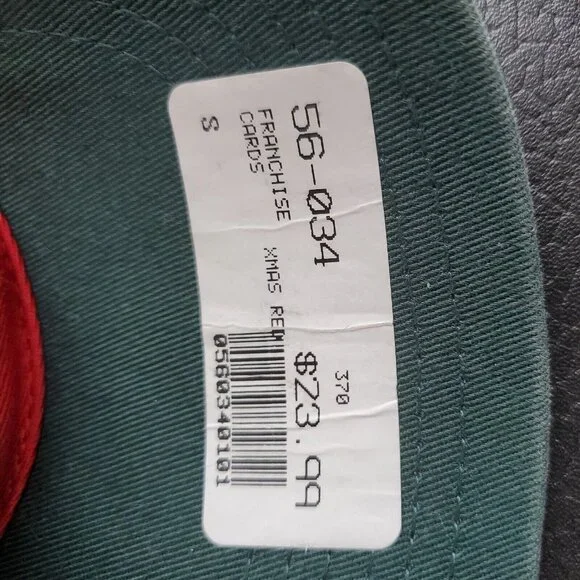 56-034
370
$23.99
FRANCHISE XMAS RED
CARDS
S
0560340101